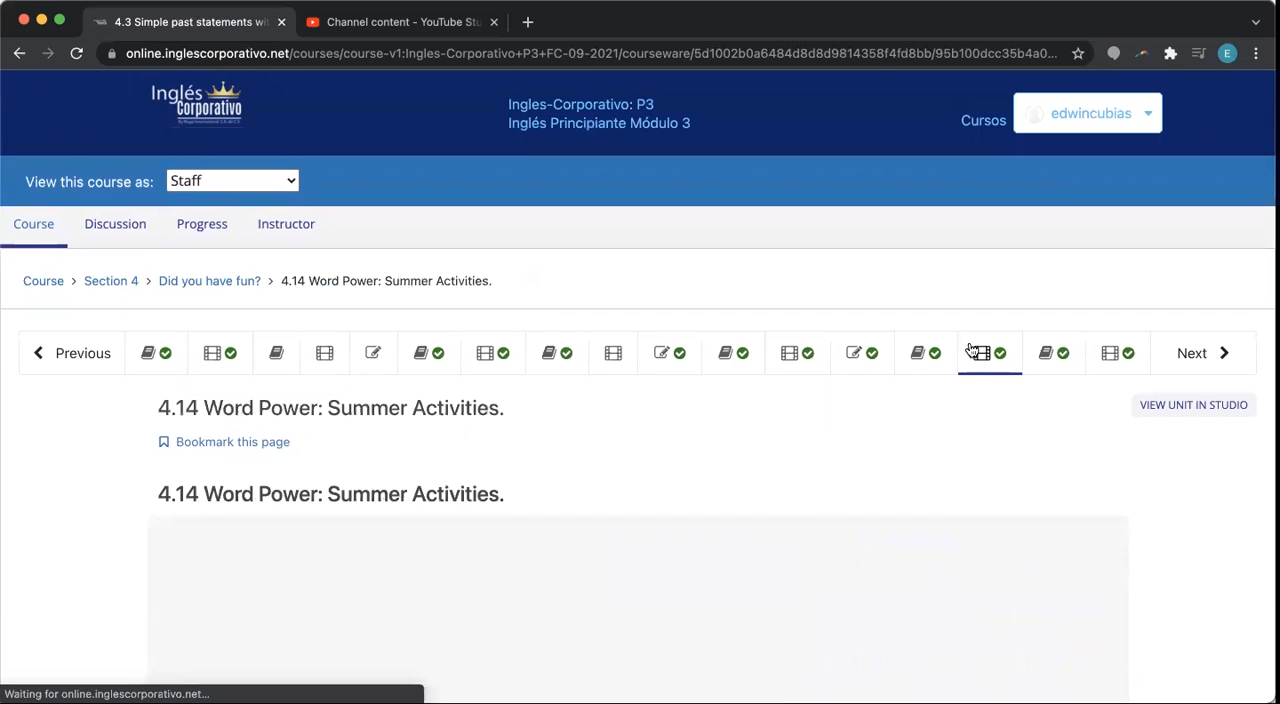 4.3 Simple past statements wi
Channel content - YouTube Stu
online.inglescorporativo.net/courses/course-v1:Ingles-Corporativo+P3+FC-09-2021/courseware/5d1002b0a6484d8d8d9814358f4fd8bb/95b100dcc35b4a0...
E
Inglés
Corporativo
Ingles-Corporativo: P3
Inglés Principiante Módulo 3
Cursos
edwincubias
View this course as:
Staff
Course
Discussion
Progress
Instructor
Course > Section 4 > Did you have fun? > 4.14 Word Power: Summer Activities.
Previous
Next
4.14 Word Power: Summer Activities.
VIEW UNIT IN STUDIO
Bookmark this page
4.14 Word Power: Summer Activities.
Waiting for online.inglescorporativo.net...